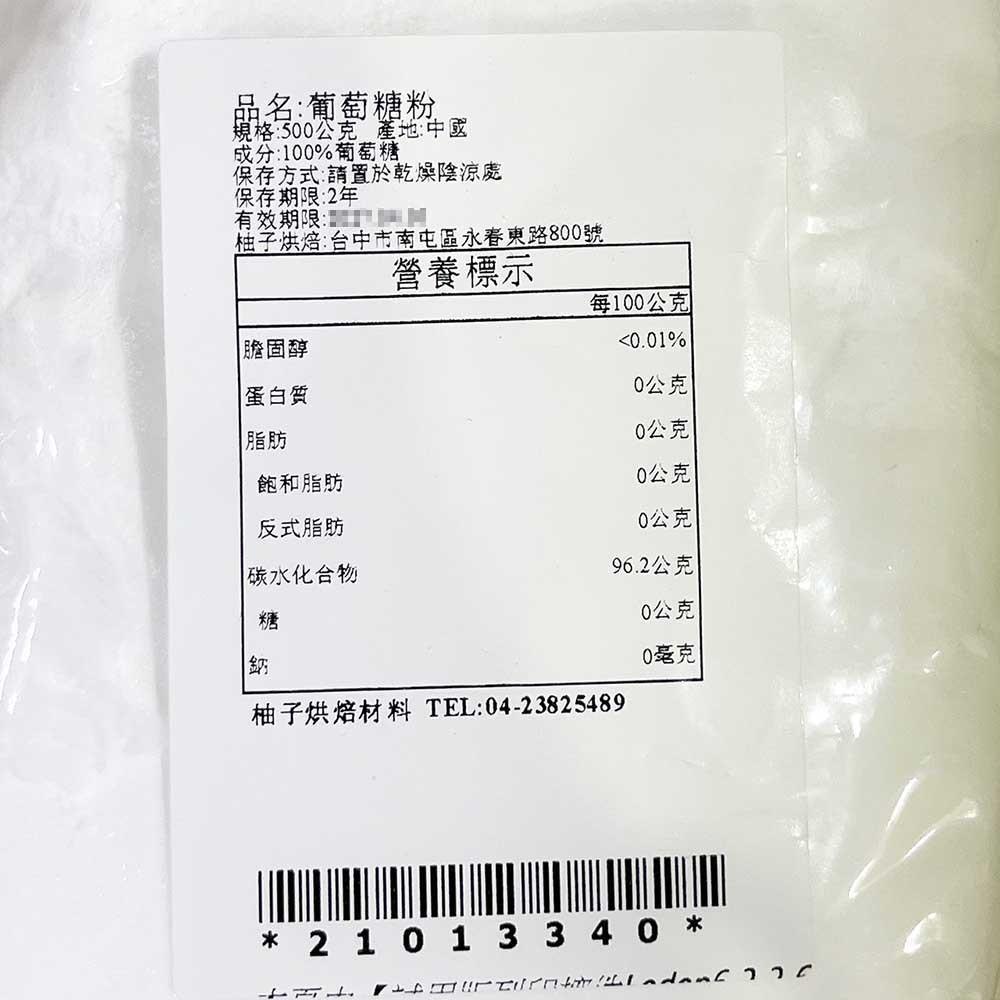 品名:葡萄糖粉
規格:500公克 產地:中國
成分:100%葡萄糖
保存方式:請置於乾燥陰涼處
保存期限:2年
有效期限:
柚子烘焙:台中市南屯區永春東路800號
營養標示
每100公克
膽固醇 <0.01%
蛋白質 0公克
脂肪 0公克
飽和脂肪 0公克
反式脂肪 0公克
碳水化合物 96.2公克
糖 0公克
鈉 0毫克
柚子烘焙材料 TEL:04-23825489
*21013340*